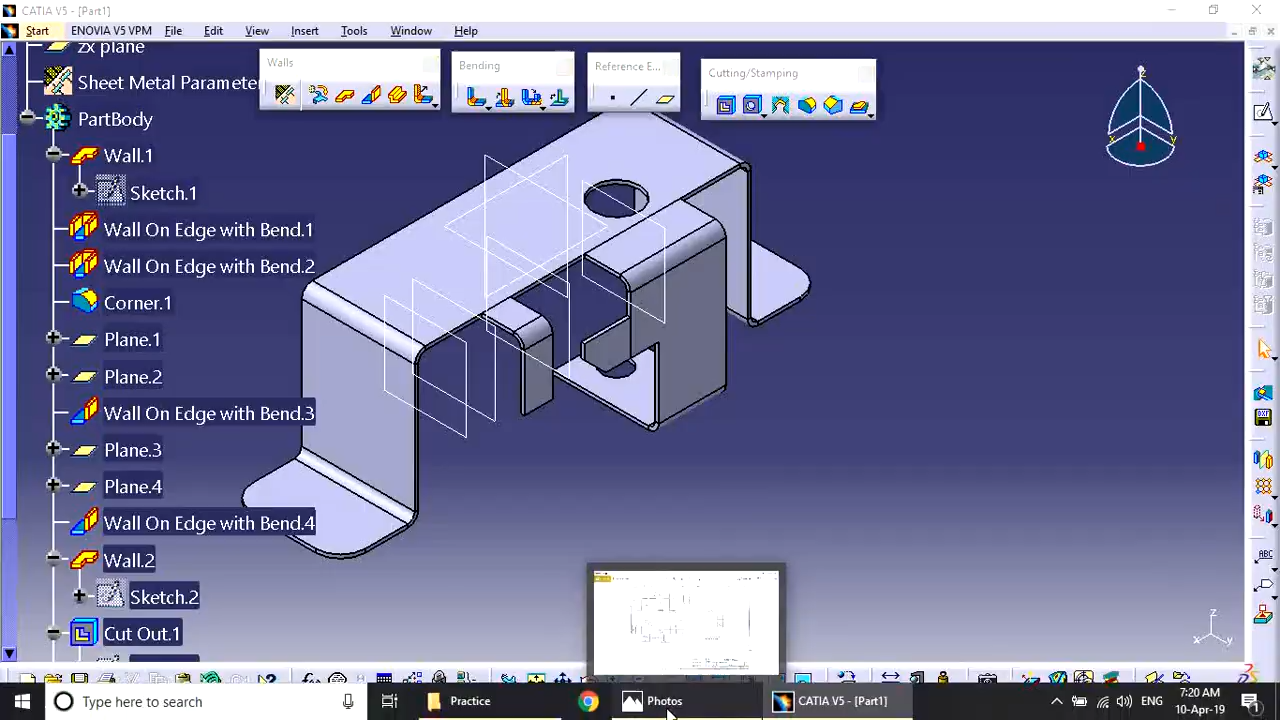 CATIA V5 - [Part1]
Start ENOVIA V5 VPM File Edit View Insert Tools Window Help
zx plane
Sheet Metal Parameter
PartBody
Wall.1
Sketch.1
Wall On Edge with Bend.1
Wall On Edge with Bend.2
Corner.1
Plane.1
Plane.2
Wall On Edge with Bend.3
Plane.3
Plane.4
Wall On Edge with Bend.4
Wall.2
Sketch.2
Cut Out.1
Walls
Bending
Reference E...
Cutting/Stamping
z
x y
ABC
Z
X Y
Type here to search
Practice
Photos
CATIA V5 - [Part1]
ENG
7:20 AM
10-Apr-19
1